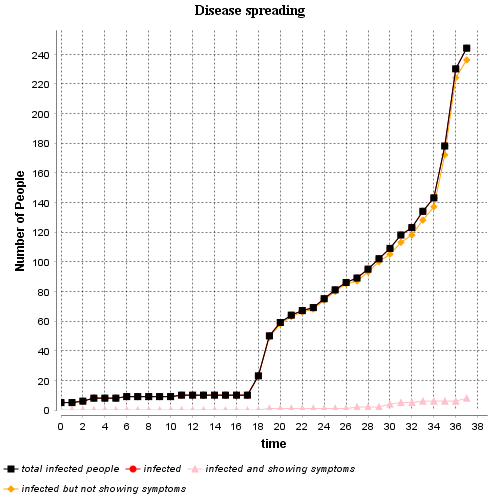 Disease spreading
240
220
200
180
160
140
120
100
80
60
40
20
0
Number of People
0 2 4 6 8 10 12 14 16 18 20 22 24 26 28 30 32 34 36 38
time
total infected people infected infected and showing symptoms
infected but not showing symptoms